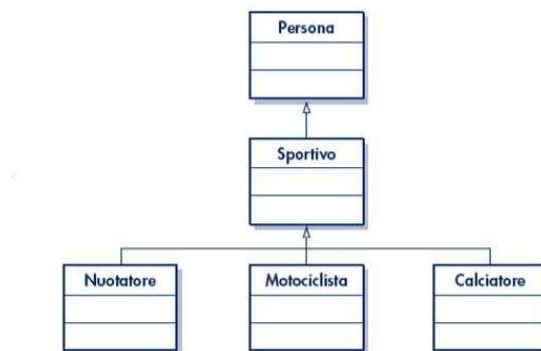 Persona
Sportivo
Nuotatore
Motociclista
Calciatore